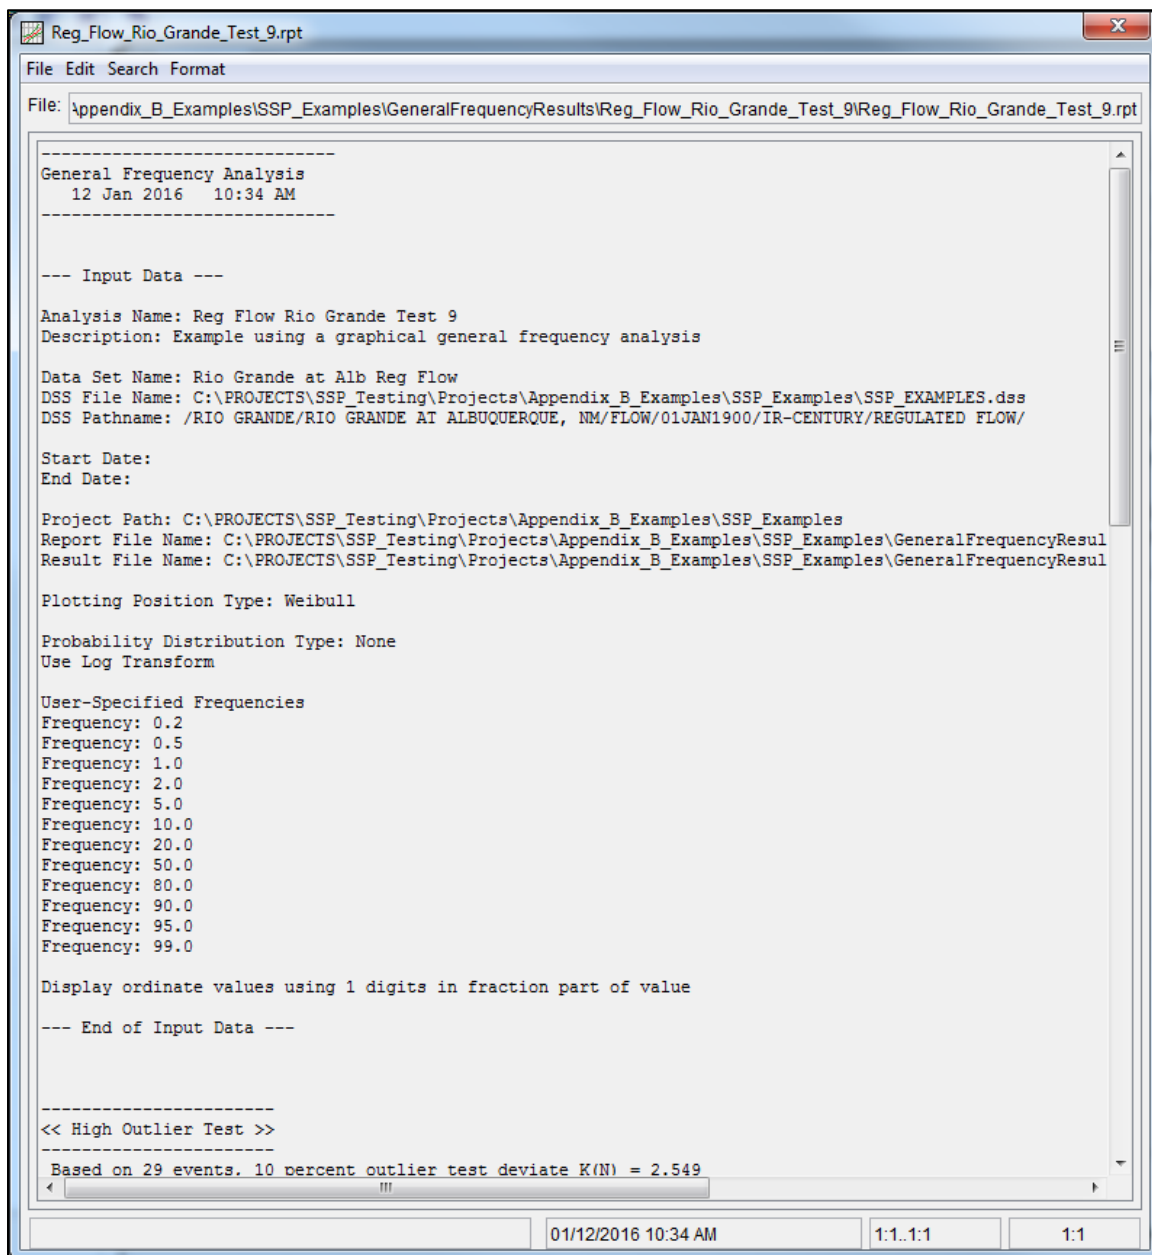 Reg_Flow_Rio_Grande_Test_9.rpt
File Edit Search Format
File: \ppendix_B_Examples\SSP_Examples\GeneralFrequencyResults\Reg_Flow_Rio_Grande_Test_9\Reg_Flow_Rio_Grande_Test_9.rpt
-----------------------------
General Frequency Analysis
12 Jan 2016 10:34 AM
-----------------------------
--- Input Data ---
Analysis Name: Reg Flow Rio Grande Test 9
Description: Example using a graphical general frequency analysis
Data Set Name: Rio Grande at Alb Reg Flow
DSS File Name: C:\PROJECTS\SSP_Testing\Projects\Appendix_B_Examples\SSP_Examples\SSP_EXAMPLES.dss
DSS Pathname: /RIO GRANDE/RIO GRANDE AT ALBUQUERQUE, NM/FLOW/01JAN1900/IR-CENTURY/REGULATED FLOW/
Start Date:
End Date:
Project Path: C:\PROJECTS\SSP_Testing\Projects\Appendix_B_Examples\SSP_Examples
Report File Name: C:\PROJECTS\SSP_Testing\Projects\Appendix_B_Examples\SSP_Examples\GeneralFrequencyResul
Result File Name: C:\PROJECTS\SSP_Testing\Projects\Appendix_B_Examples\SSP_Examples\GeneralFrequencyResul
Plotting Position Type: Weibull
Probability Distribution Type: None
Use Log Transform
User-Specified Frequencies
Frequency: 0.2
Frequency: 0.5
Frequency: 1.0
Frequency: 2.0
Frequency: 5.0
Frequency: 10.0
Frequency: 20.0
Frequency: 50.0
Frequency: 80.0
Frequency: 90.0
Frequency: 95.0
Frequency: 99.0
Display ordinate values using 1 digits in fraction part of value
--- End of Input Data ---
-----------------------
<< High Outlier Test >>
-----------------------
Based on 29 events, 10 percent outlier test deviate K(N) = 2.549
01/12/2016 10:34 AM
1:1..1:1
1:1